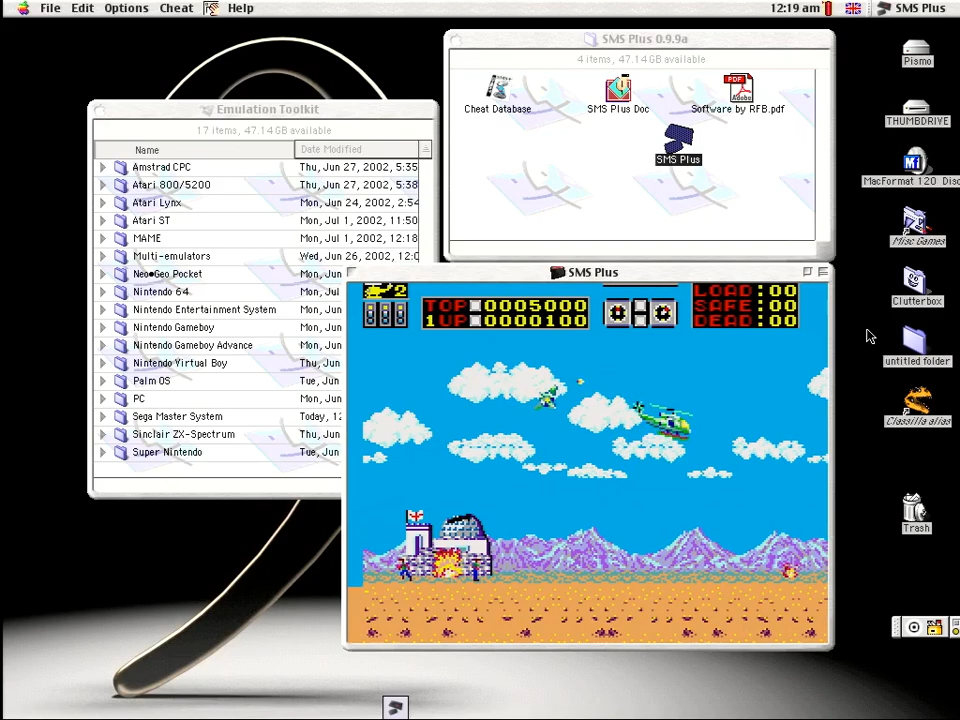 File Edit Options Cheat Help 12:19 am SMS Plus
SMS Plus 0.9.9a
4 items, 47.14 GB available
Cheat Database
SMS Plus Doc
PDF
Adobe
Software by RFB.pdf
SMS Plus
Emulation Toolkit
17 items, 47.14 GB available
Name Date Modified
Amstrad CPC Thu, Jun 27, 2002, 5:35
Atari 800/5200 Thu, Jun 27, 2002, 5:38
Atari Lynx Mon, Jun 24, 2002, 2:54
Atari ST Mon, Jul 1, 2002, 11:50
MAME Mon, Jul 1, 2002, 12:18
Multi-emulators Wed, Jun 26, 2002, 12:0
Neo•Geo Pocket Mon, Jun
Nintendo 64 Mon, Jun
Nintendo Entertainment System Mon, Jun
Nintendo Gameboy Mon, Jun
Nintendo Gameboy Advance Mon, Jun
Nintendo Virtual Boy Tue, Jun
Palm OS Tue, Jun
PC Mon, Jun
Sega Master System Today, 12
Sinclair ZX-Spectrum Thu, Jun
Super Nintendo Tue, Jun
SMS Plus
2
TOP 0005000
1UP 0000100
LOAD:00
SAFE:00
DEAD:00
Pismo
THUMBDRIVE
Mi
MacFormat 120 Disc
Misc Games
Clutterbox
untitled folder
Classilla alias
Trash